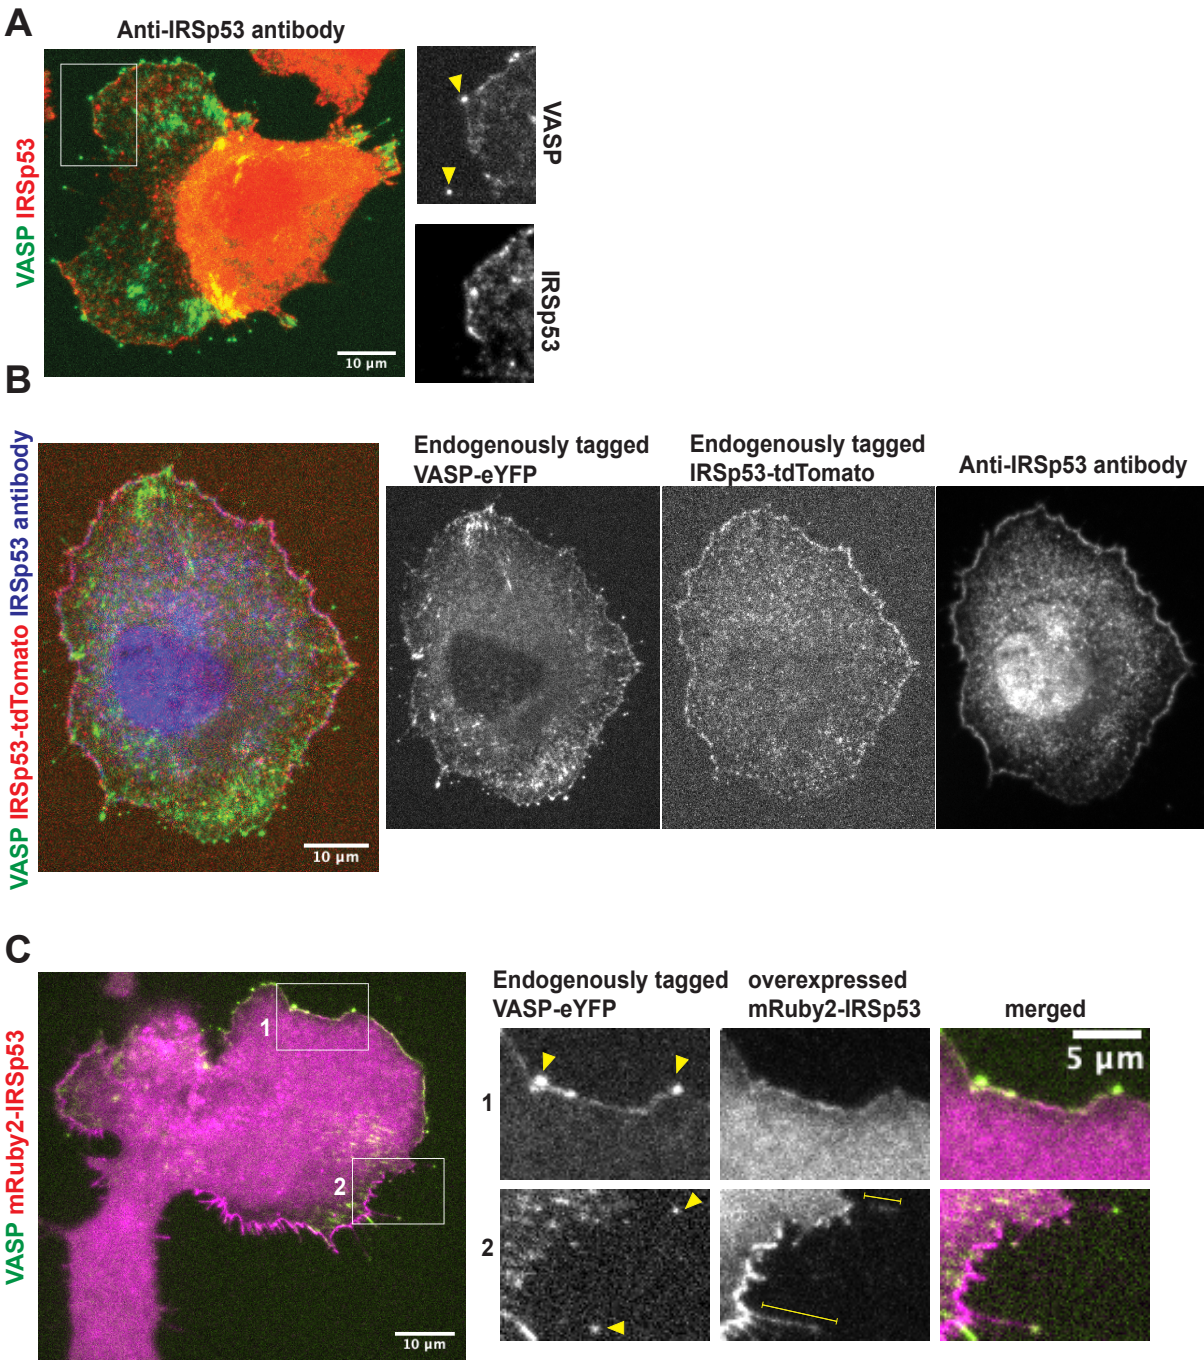 A
Anti-IRSp53 antibody
VASP IRSp53
10 µm
VASP
IRSp53
B
VASP IRSp53-tdTomato IRSp53 antibody
10 µm
Endogenously tagged
VASP-eYFP
Endogenously tagged
IRSp53-tdTomato
Anti-IRSp53 antibody
C
VASP mRuby2-IRSp53
1
2
10 µm
Endogenously tagged
VASP-eYFP
overexpressed
mRuby2-IRSp53
merged
5 µm
1
2